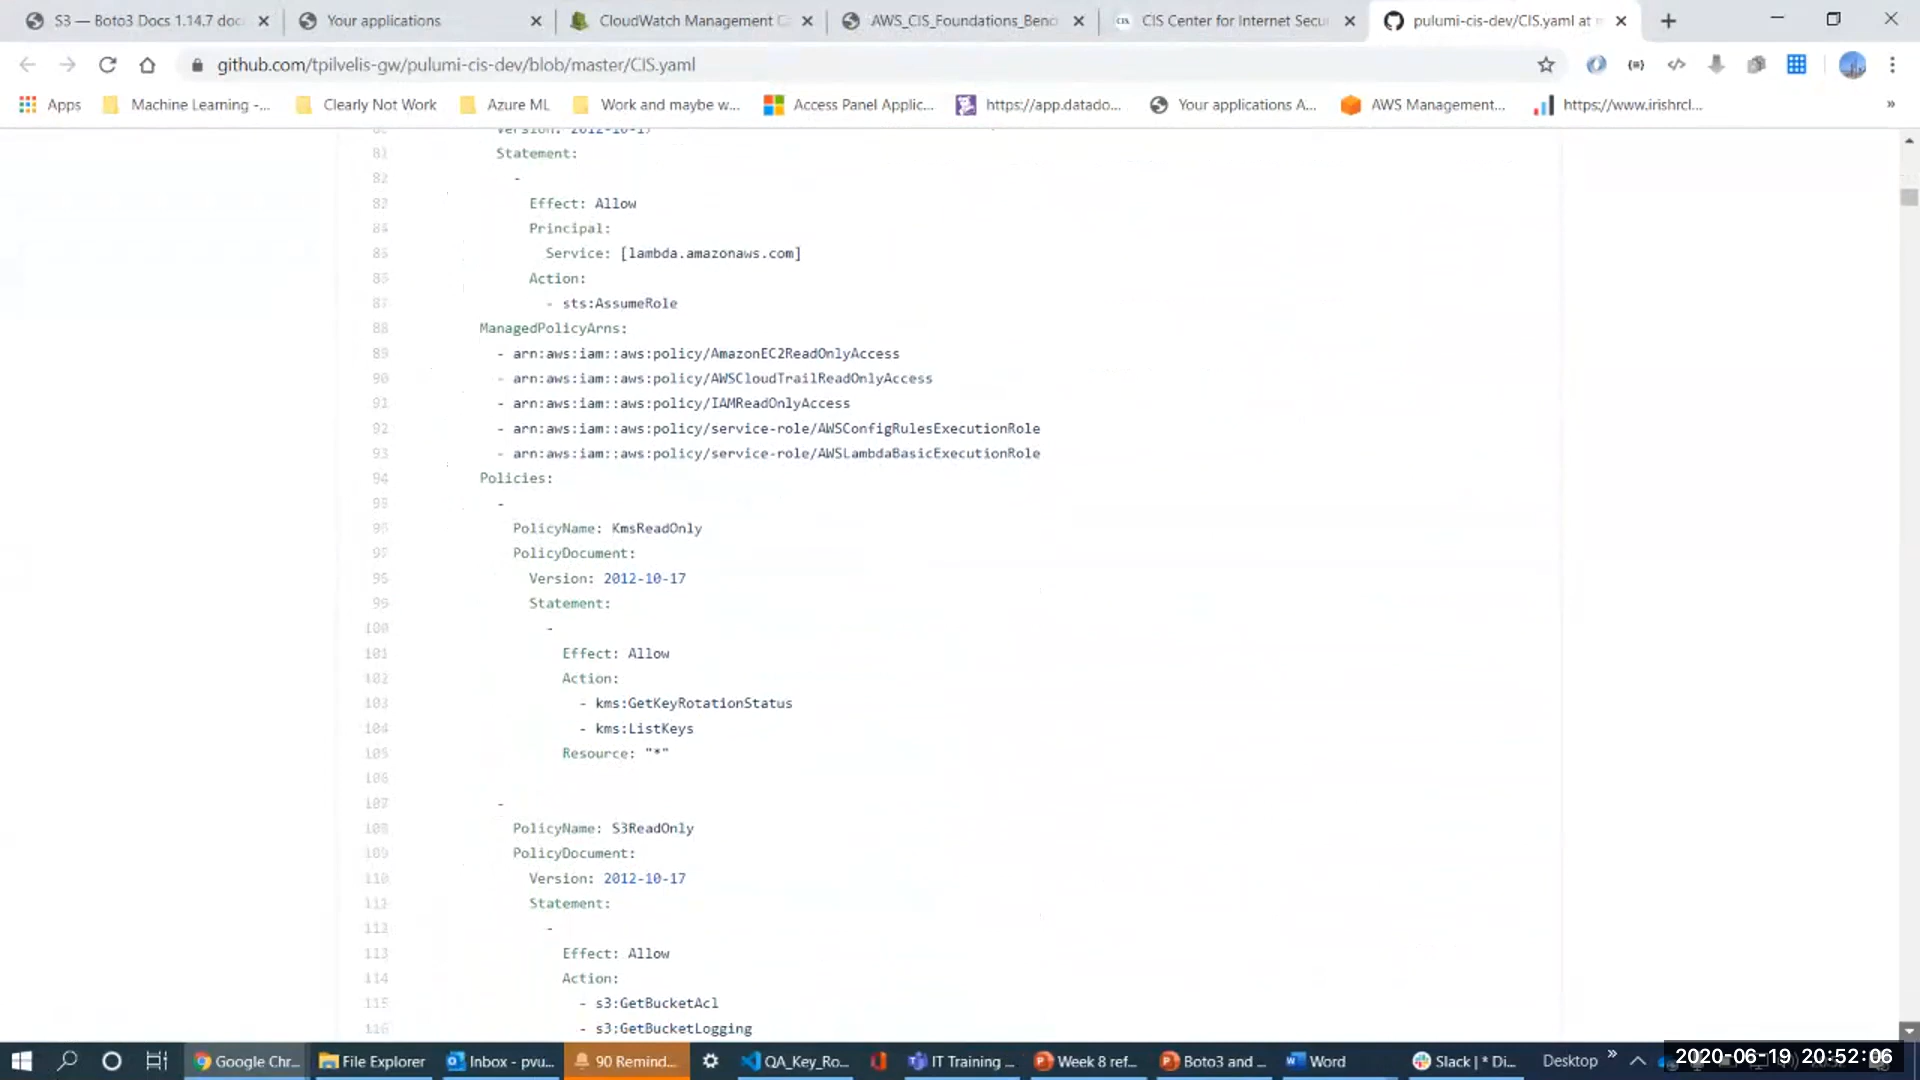 S3 — Boto3 Docs 1.14.7 doc
Your applications
CloudWatch Management C
AWS_CIS_Foundations_Benc
CIS Center for Internet Secu
pulumi-cis-dev/CIS.yaml at m
github.com/tpilvelis-gw/pulumi-cis-dev/blob/master/CIS.yaml
Apps
Machine Learning -...
Clearly Not Work
Azure ML
Work and maybe w...
Access Panel Applic...
https://app.datado...
Your applications A...
AWS Management...
https://www.irishrcl...
»
80 Version: 2012-10-17
81 Statement:
82 -
83 Effect: Allow
84 Principal:
85 Service: [lambda.amazonaws.com]
86 Action:
87 - sts:AssumeRole
88 ManagedPolicyArns:
89 - arn:aws:iam::aws:policy/AmazonEC2ReadOnlyAccess
90 - arn:aws:iam::aws:policy/AWSCloudTrailReadOnlyAccess
91 - arn:aws:iam::aws:policy/IAMReadOnlyAccess
92 - arn:aws:iam::aws:policy/service-role/AWSConfigRulesExecutionRole
93 - arn:aws:iam::aws:policy/service-role/AWSLambdaBasicExecutionRole
94 Policies:
95 -
96 PolicyName: KmsReadOnly
97 PolicyDocument:
98 Version: 2012-10-17
99 Statement:
100 -
101 Effect: Allow
102 Action:
103 - kms:GetKeyRotationStatus
104 - kms:ListKeys
105 Resource: "*"
106
107 -
108 PolicyName: S3ReadOnly
109 PolicyDocument:
110 Version: 2012-10-17
111 Statement:
112 -
113 Effect: Allow
114 Action:
115 - s3:GetBucketAcl
116 - s3:GetBucketLogging
Google Chr...
File Explorer
Inbox - pvu...
90 Remind...
QA_Key_Ro...
IT Training ...
Week 8 ref...
Boto3 and ...
Word
Slack | * Di...
Desktop
»
2020-06-19 20:52:06